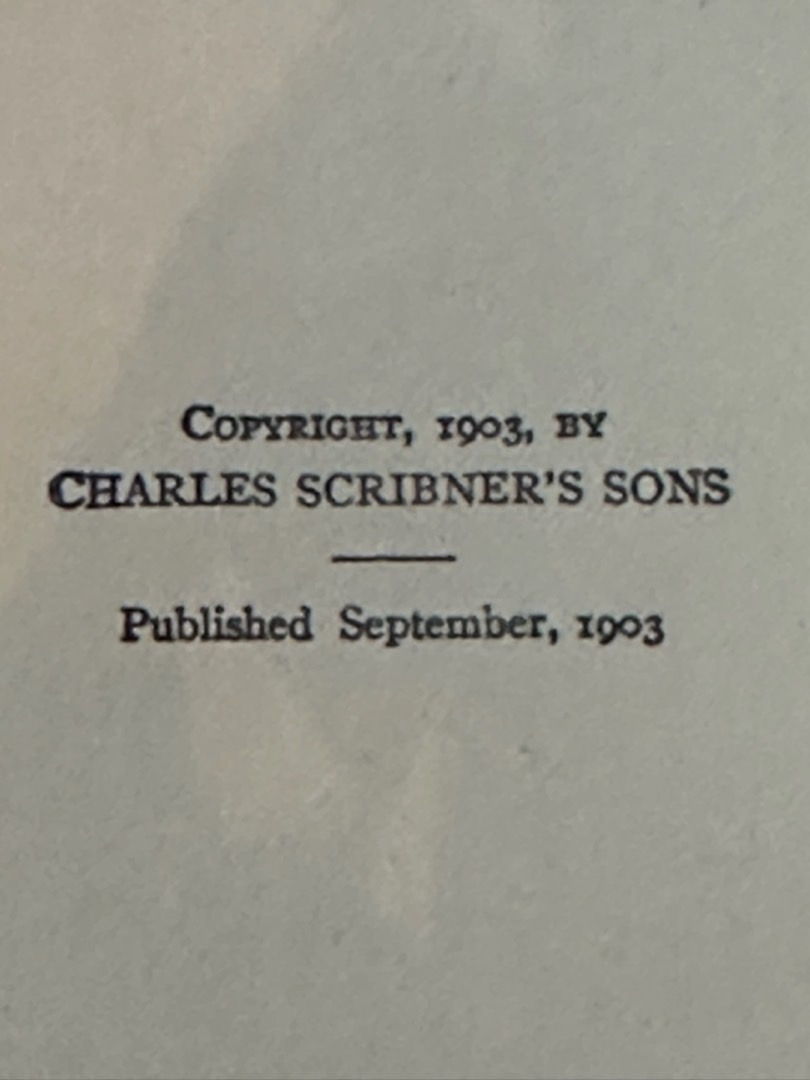 COPYRIGHT, 1903, BY
CHARLES SCRIBNER'S SONS
Published September, 1903